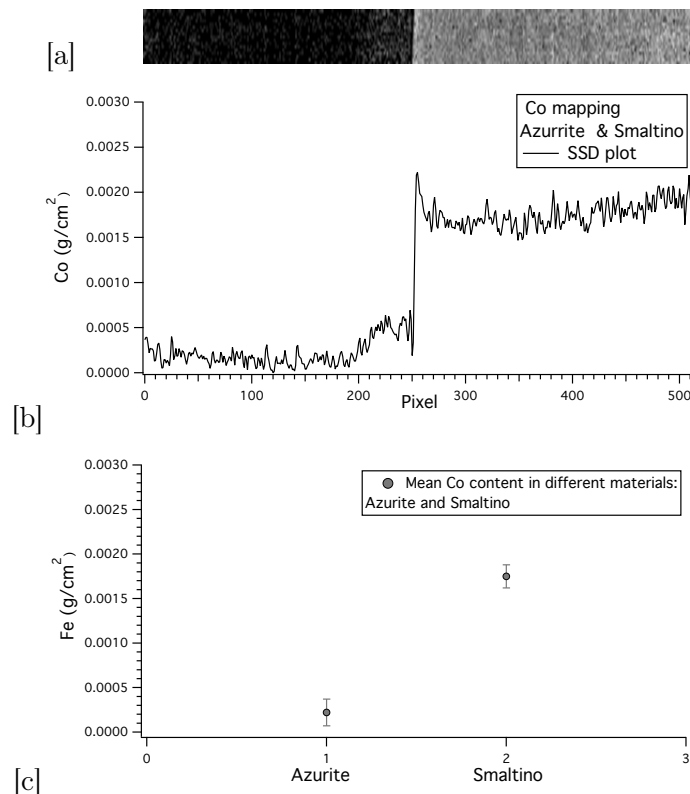 [a]
0.0030
0.0025
0.0020
0.0015
0.0010
0.0005
0.0000
Co (g/cm²)
Co mapping
Azurrite & Smaltino
SSD plot
0 100 200 300 400 500
Pixel
[b]
0.0030
0.0025
0.0020
0.0015
0.0010
0.0005
0.0000
Fe (g/cm²)
Mean Co content in different materials:
Azurite and Smaltino
0 1 2 3
Azurite Smaltino
[c]